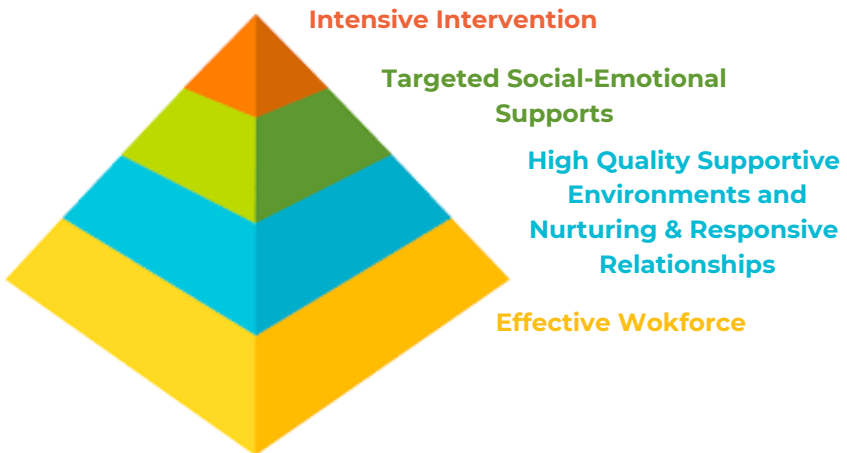 Intensive Intervention
Targeted Social-Emotional
Supports
High Quality Supportive
Environments and
Nurturing & Responsive
Relationships
Effective Wokforce